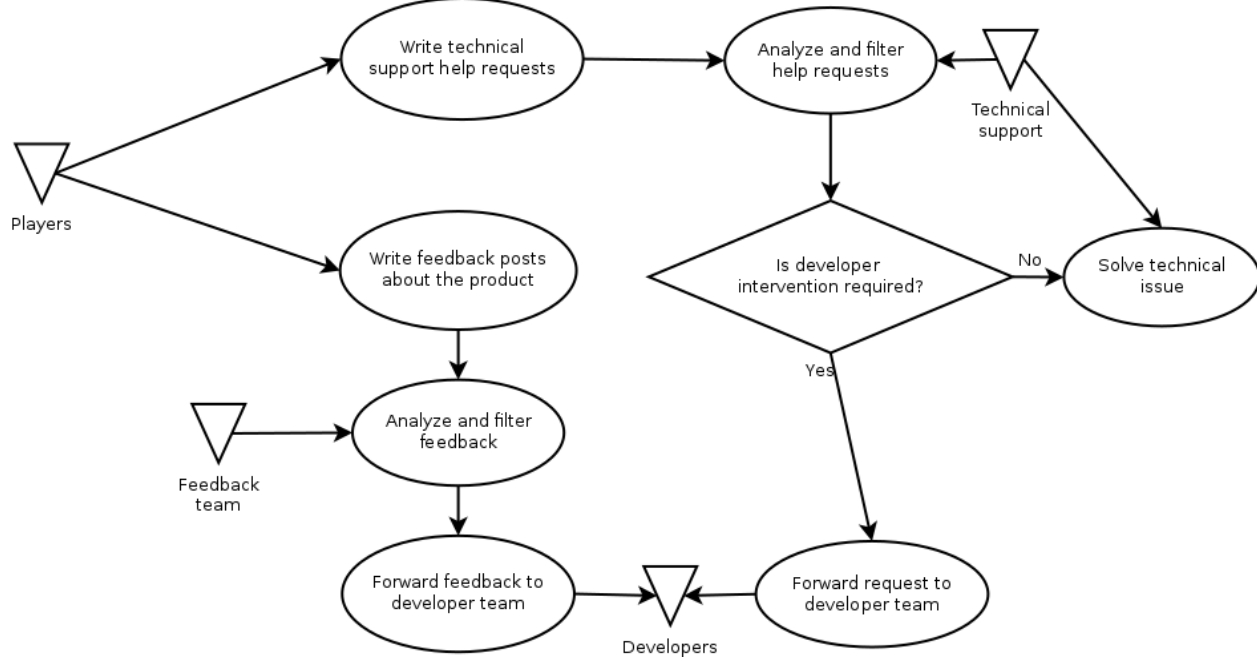 Write technical
support help requests
Analyze and filter
help requests
Technical
support
Players
Write feedback posts
about the product
Is developer
intervention required?
No
Solve technical
issue
Yes
Analyze and filter
feedback
Feedback
team
Forward feedback to
developer team
Developers
Forward request to
developer team